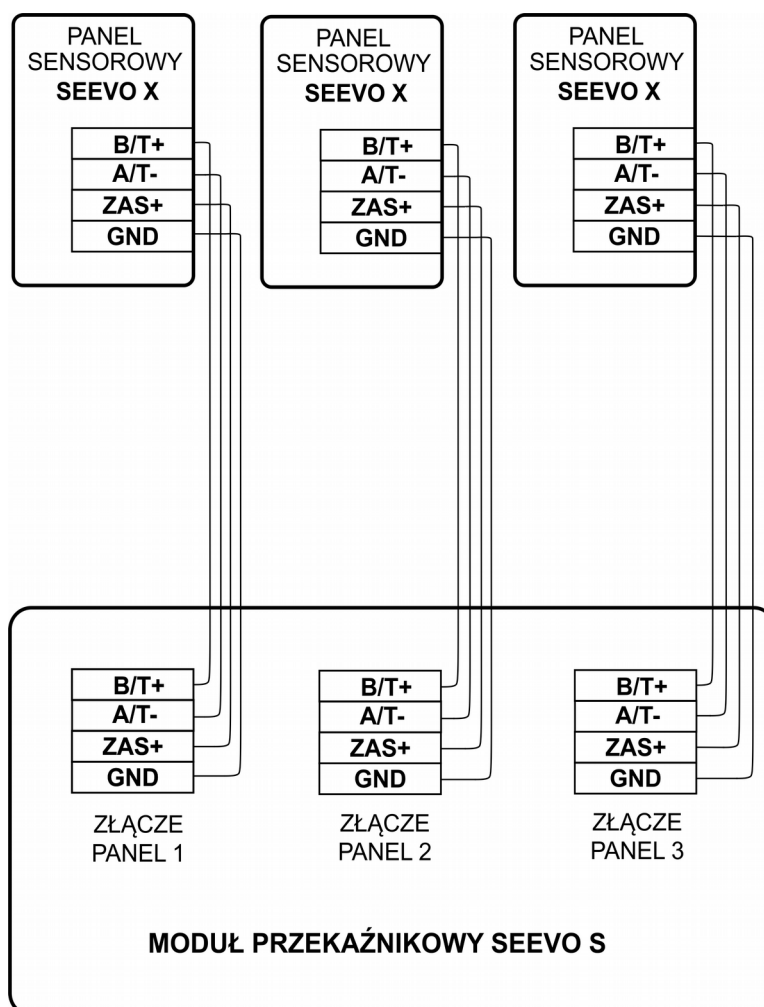 PANEL
SENSOROWY
SEEVO X
B/T+
A/T-
ZAS+
GND
PANEL
SENSOROWY
SEEVO X
B/T+
A/T-
ZAS+
GND
PANEL
SENSOROWY
SEEVO X
B/T+
A/T-
ZAS+
GND
B/T+
A/T-
ZAS+
GND
ZŁĄCZE
PANEL 1
B/T+
A/T-
ZAS+
GND
ZŁĄCZE
PANEL 2
B/T+
A/T-
ZAS+
GND
ZŁĄCZE
PANEL 3
MODUŁ PRZEKAŹNIKOWY SEEVO S